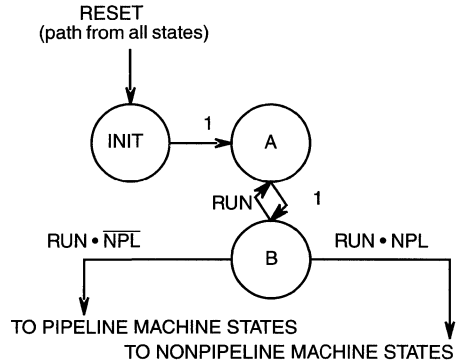 RESET
(path from all states)
INIT
1
A
RUN
1
RUN • N̅P̅L̅
B
RUN • NPL
TO PIPELINE MACHINE STATES
TO NONPIPELINE MACHINE STATES